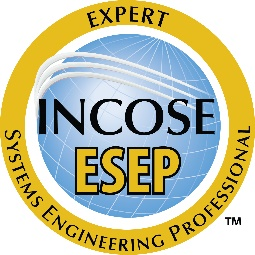 EXPERT
INCOSE
ESEP
SYSTEMS ENGINEERING PROFESSIONAL
TM